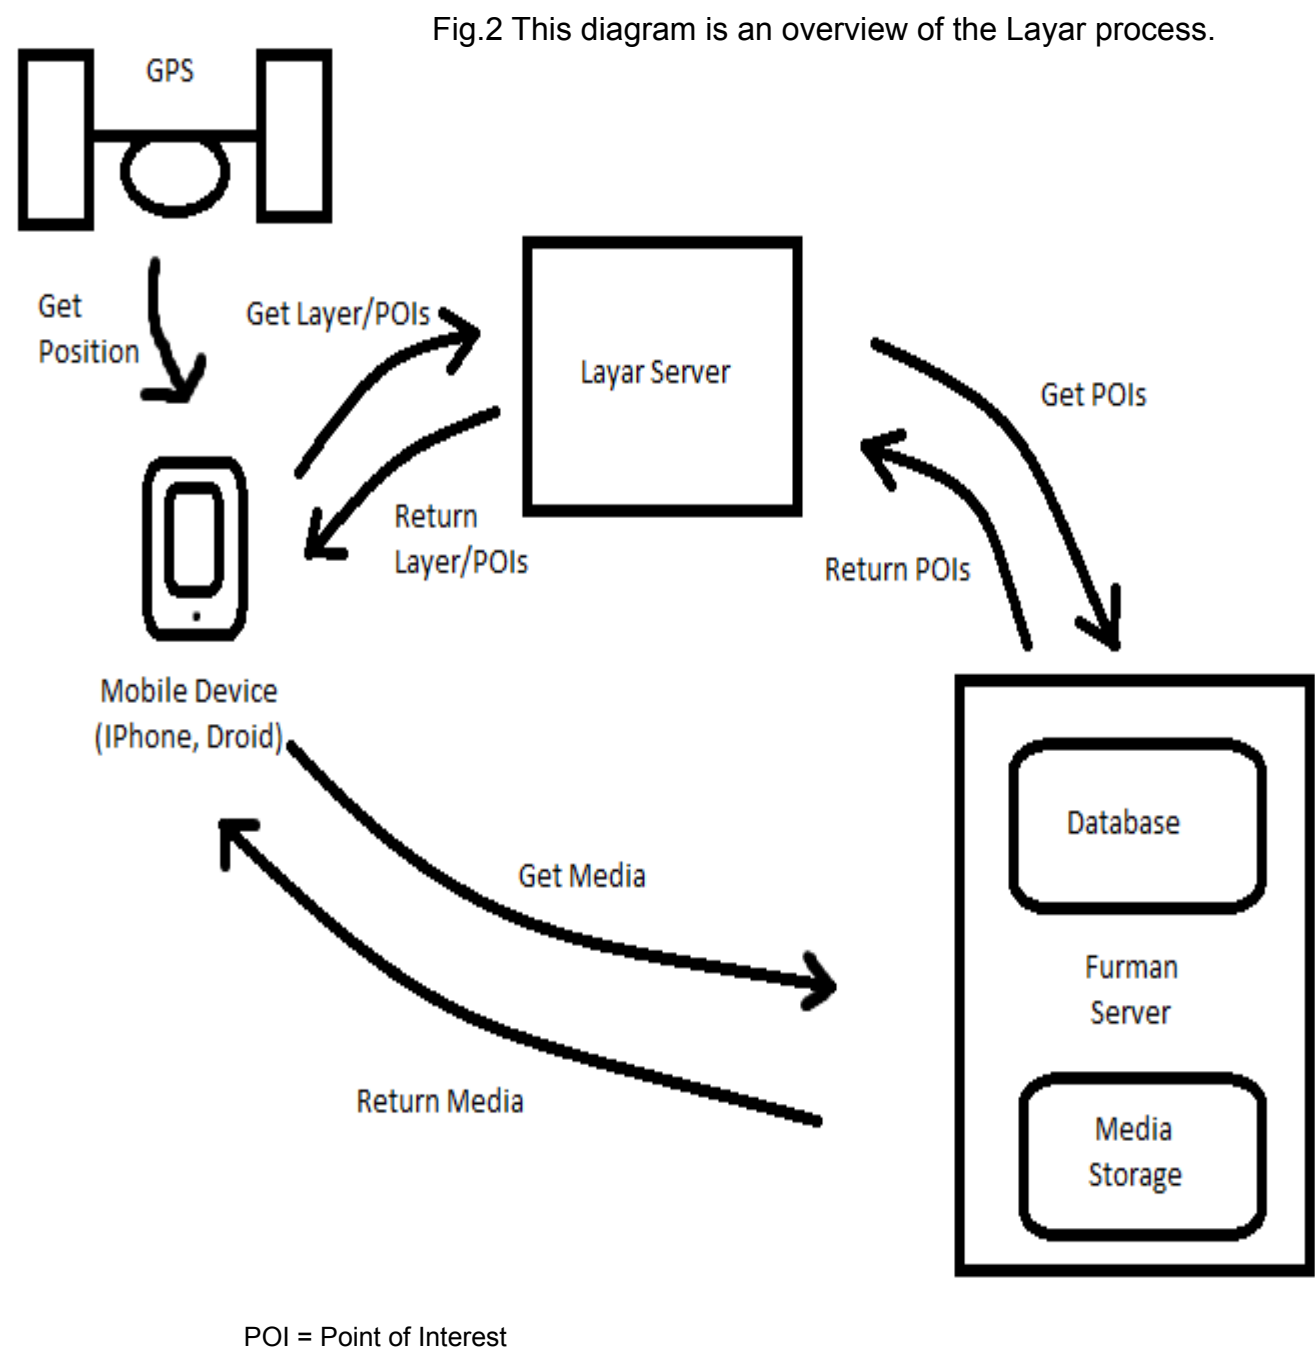 Fig.2 This diagram is an overview of the Layar process.
GPS
Get
Position
Get Layer/POIs
Layar Server
Get POIs
Return
Layer/POIs
Return POIs
Mobile Device
(IPhone, Droid)
Database
Get Media
Furman
Server
Return Media
Media
Storage
POI = Point of Interest